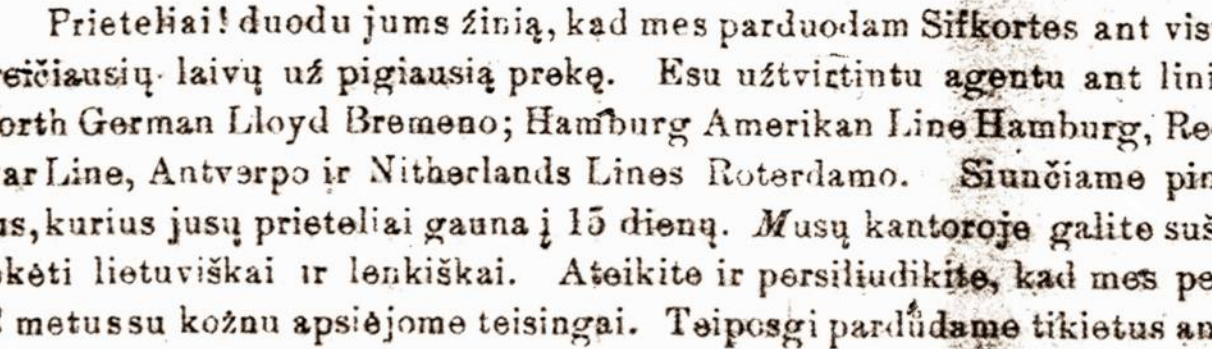 Prieteliai! duodu jums žinią, kad mes parduodam Šifkortes ant vis
reičiausių laivų už pigiausią prekę. Esu užtvirtintu agentu ant lini
orth German Lloyd Bremeno; Hamburg Amerikan Line Hamburg, Re
ar Line, Antverpo ir Nitherlands Lines Roterdamo. Siunčiame pin
us, kurius jusų prieteliai gauna į 15 dienų. Musų kantoroje galite suš
kėti lietuviškai ir lenkiškai. Ateikite ir persiliudikite, kad mes pe
metus su kožnu apsiėjome teisingai. Teiposgi pardůdame tikietus an